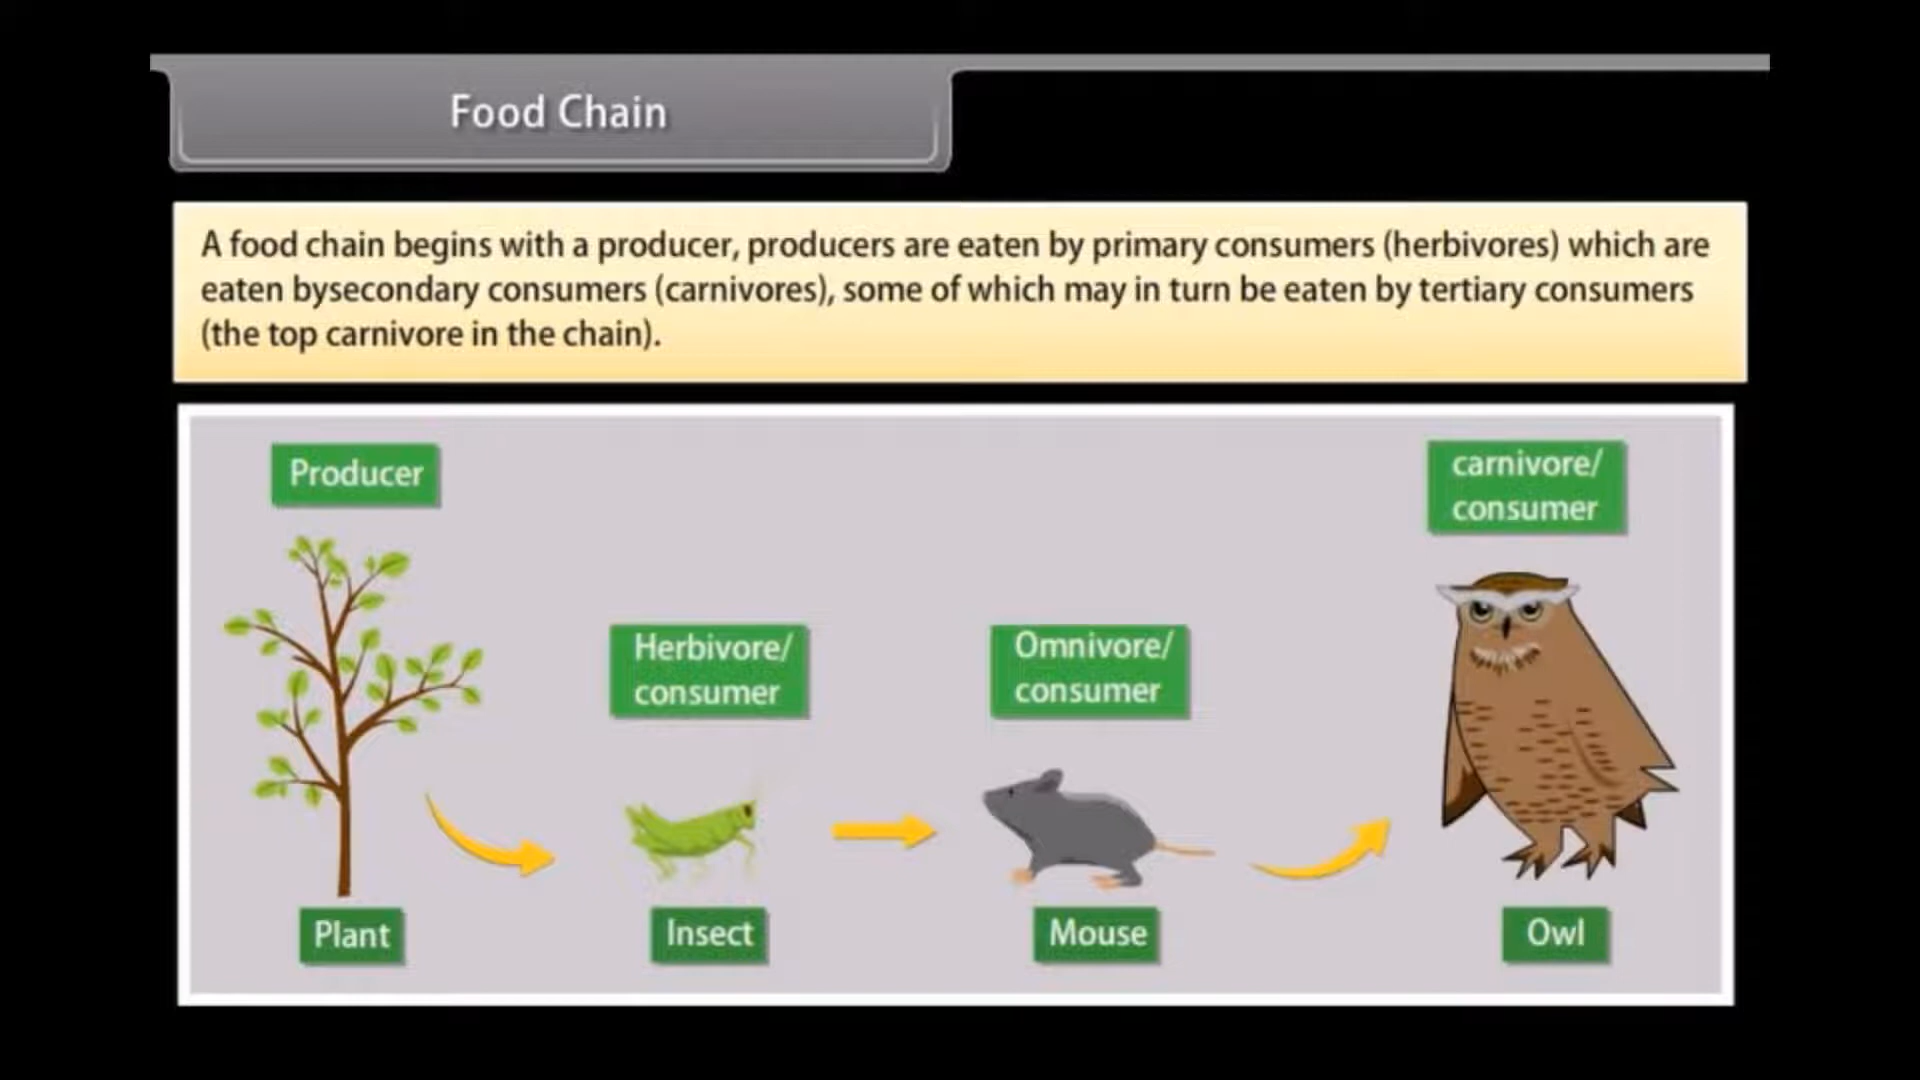 Food Chain
A food chain begins with a producer, producers are eaten by primary consumers (herbivores) which are
eaten bysecondary consumers (carnivores), some of which may in turn be eaten by tertiary consumers
(the top carnivore in the chain).
Producer
carnivore/
consumer
Herbivore/
consumer
Omnivore/
consumer
Plant
Insect
Mouse
Owl